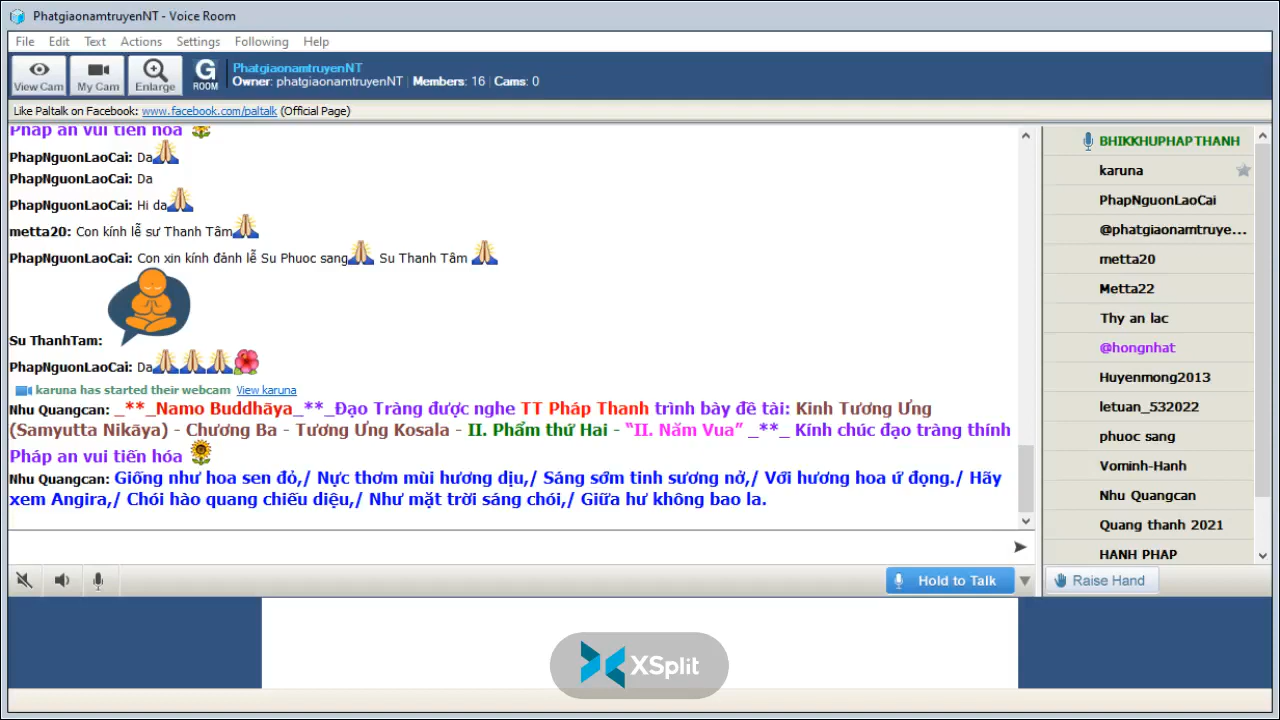 PhatgiaonamtruyenNT - Voice Room
File Edit Text Actions Settings Following Help
View Cam My Cam Enlarge G ROOM
PhatgiaonamtruyenNT
Owner: phatgiaonamtruyenNT | Members: 16 | Cams: 0
Like Paltalk on Facebook: www.facebook.com/paltalk (Official Page)
Pháp an vui tiến hóa
PhapNguonLaoCai: Da
PhapNguonLaoCai: Da
PhapNguonLaoCai: Hi da
metta20: Con kính lễ sư Thanh Tâm
PhapNguonLaoCai: Con xin kính đảnh lễ Su Phuoc sang Su Thanh Tâm
Su ThanhTam:
PhapNguonLaoCai: Da
karuna has started their webcam View karuna
Nhu Quangcan: _**_Namo Buddhāya_**_Đạo Tràng được nghe TT Pháp Thanh trình bày đề tài: Kinh Tương Ưng
(Samyutta Nikāya) - Chương Ba - Tương Ưng Kosala - II. Phẩm thứ Hai - “II. Năm Vua” _**_ Kính chúc đạo tràng thính
Pháp an vui tiến hóa
Nhu Quangcan: Giống như hoa sen đỏ,/ Nực thơm mùi hương dịu,/ Sáng sớm tinh sương nở,/ Với hương hoa ứ đọng./ Hãy
xem Angira,/ Chói hào quang chiếu diệu,/ Như mặt trời sáng chói,/ Giữa hư không bao la.
BHIKKHUPHAPTHANH
karuna
PhapNguonLaoCai
@phatgiaonamtruye...
metta20
Metta22
Thy an lac
@hongnhat
Huyenmong2013
letuan_532022
phuoc sang
Vominh-Hanh
Nhu Quangcan
Quang thanh 2021
HANH PHAP
Hold to Talk
Raise Hand
XSplit